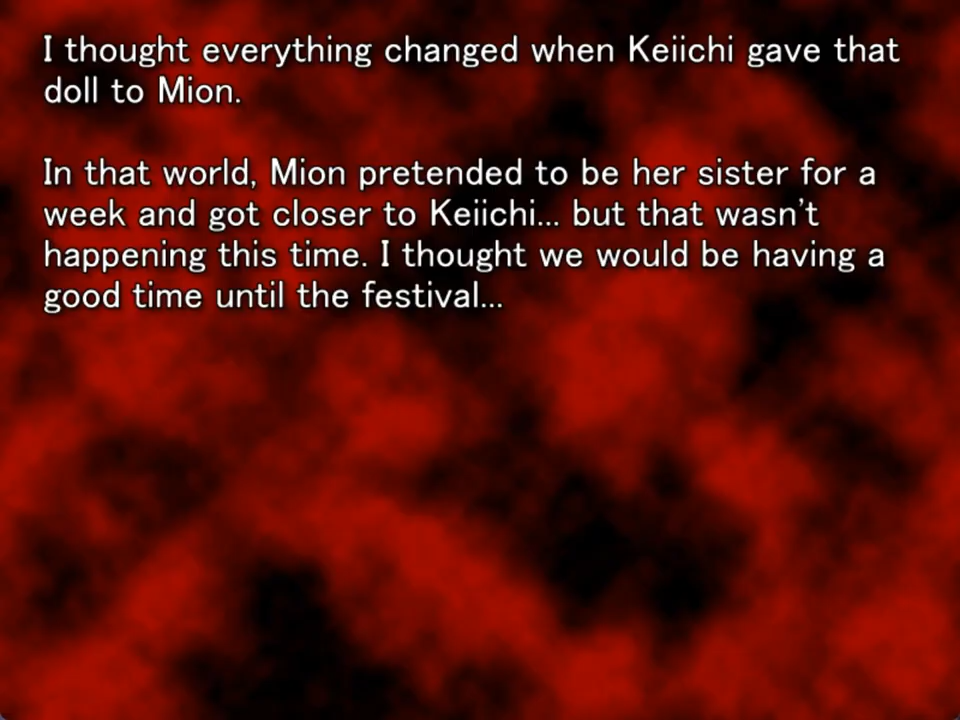 I thought everything changed when Keiichi gave that
doll to Mion.
In that world, Mion pretended to be her sister for a
week and got closer to Keiichi... but that wasn't
happening this time. I thought we would be having a
good time until the festival...